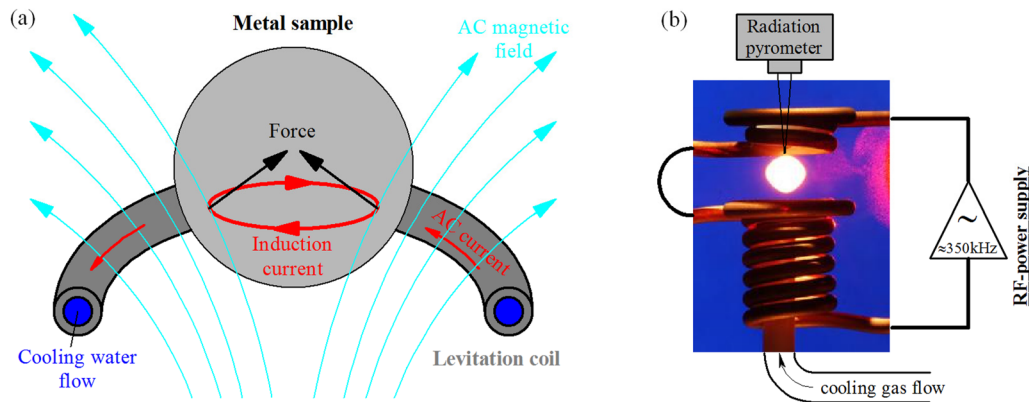 (a)
Metal sample
AC magnetic
field
Force
Induction
current
AC current
Cooling water
flow
Levitation coil
(b)
Radiation
pyrometer
~
≈350kHz
RF-power supply
cooling gas flow